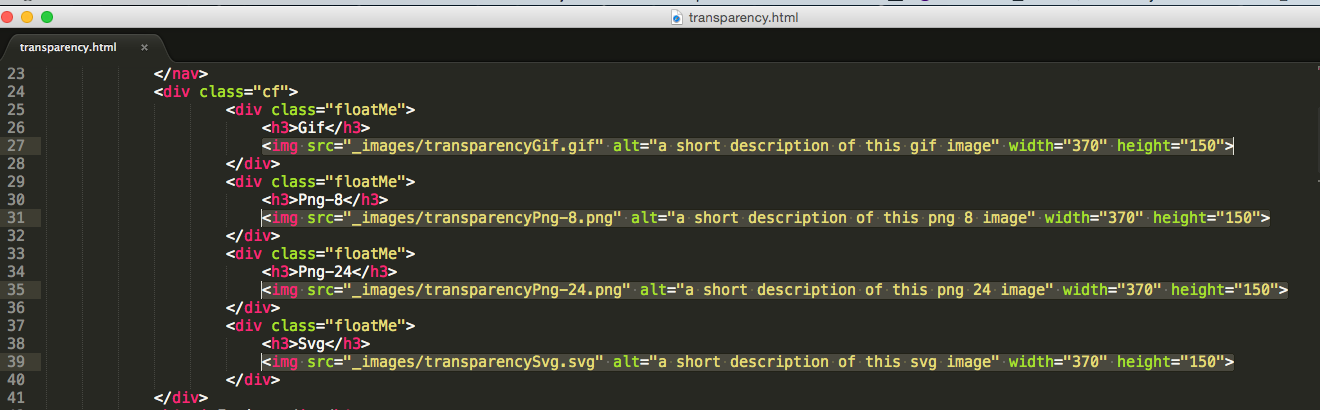 transparency.html
transparency.html ×
23 </nav>
24 <div class="cf">
25 <div class="floatMe">
26 <h3>Gif</h3>
27 <img src="_images/transparencyGif.gif" alt="a short description of this gif image" width="370" height="150">
28 </div>
29 <div class="floatMe">
30 <h3>Png-8</h3>
31 <img src="_images/transparencyPng-8.png" alt="a short description of this png 8 image" width="370" height="150">
32 </div>
33 <div class="floatMe">
34 <h3>Png-24</h3>
35 <img src="_images/transparencyPng-24.png" alt="a short description of this png 24 image" width="370" height="150">
36 </div>
37 <div class="floatMe">
38 <h3>Svg</h3>
39 <img src="_images/transparencySvg.svg" alt="a short description of this svg image" width="370" height="150">
40 </div>
41 </div>